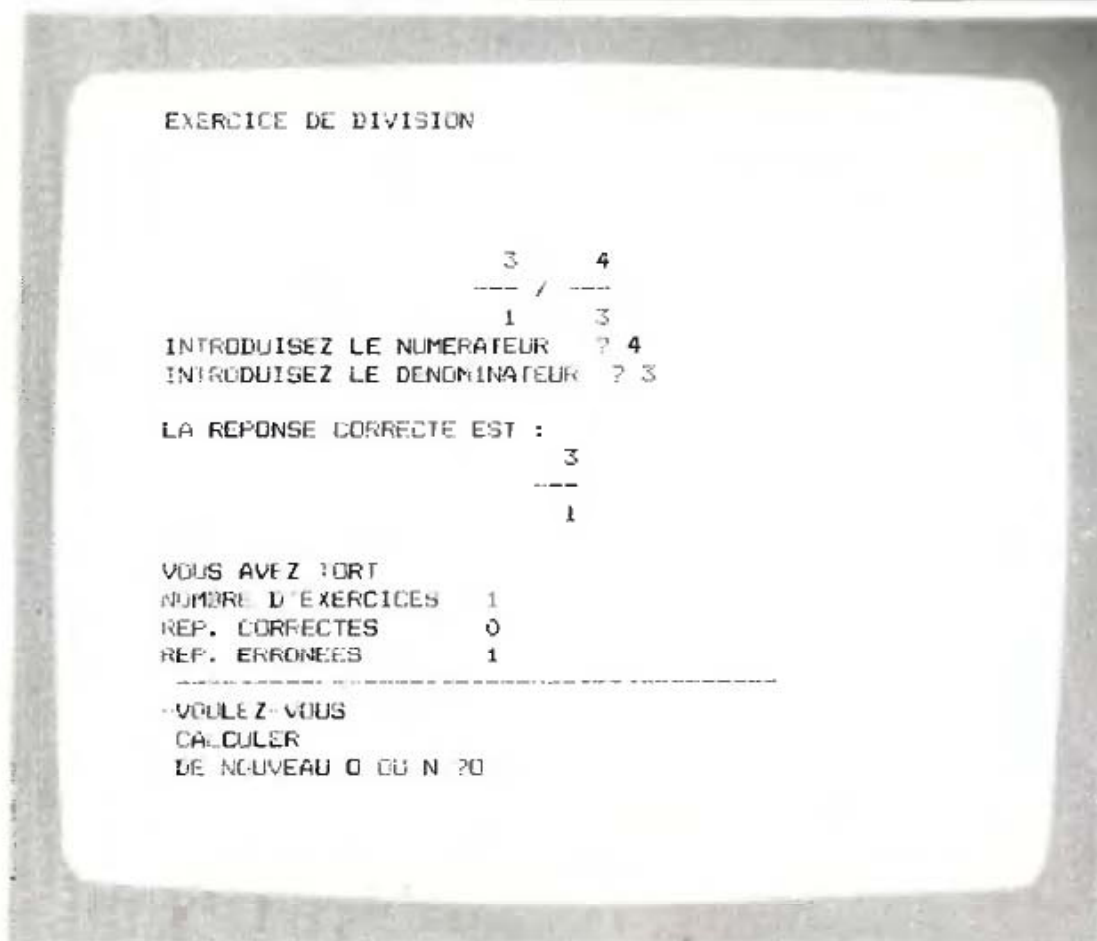 EXERCICE DE DIVISION
3 4
--- / ---
1 3
INTRODUISEZ LE NUMERATEUR ? 4
INTRODUISEZ LE DENOMINATEUR ? 3
LA REPONSE CORRECTE EST :
3
---
1
VOUS AVEZ TORT
NOMBRE D'EXERCICES 1
REP. CORRECTES 0
REP. ERRONEES 1
--------------------------------------------
-VOULEZ-VOUS
CALCULER
DE NOUVEAU O OU N ?O